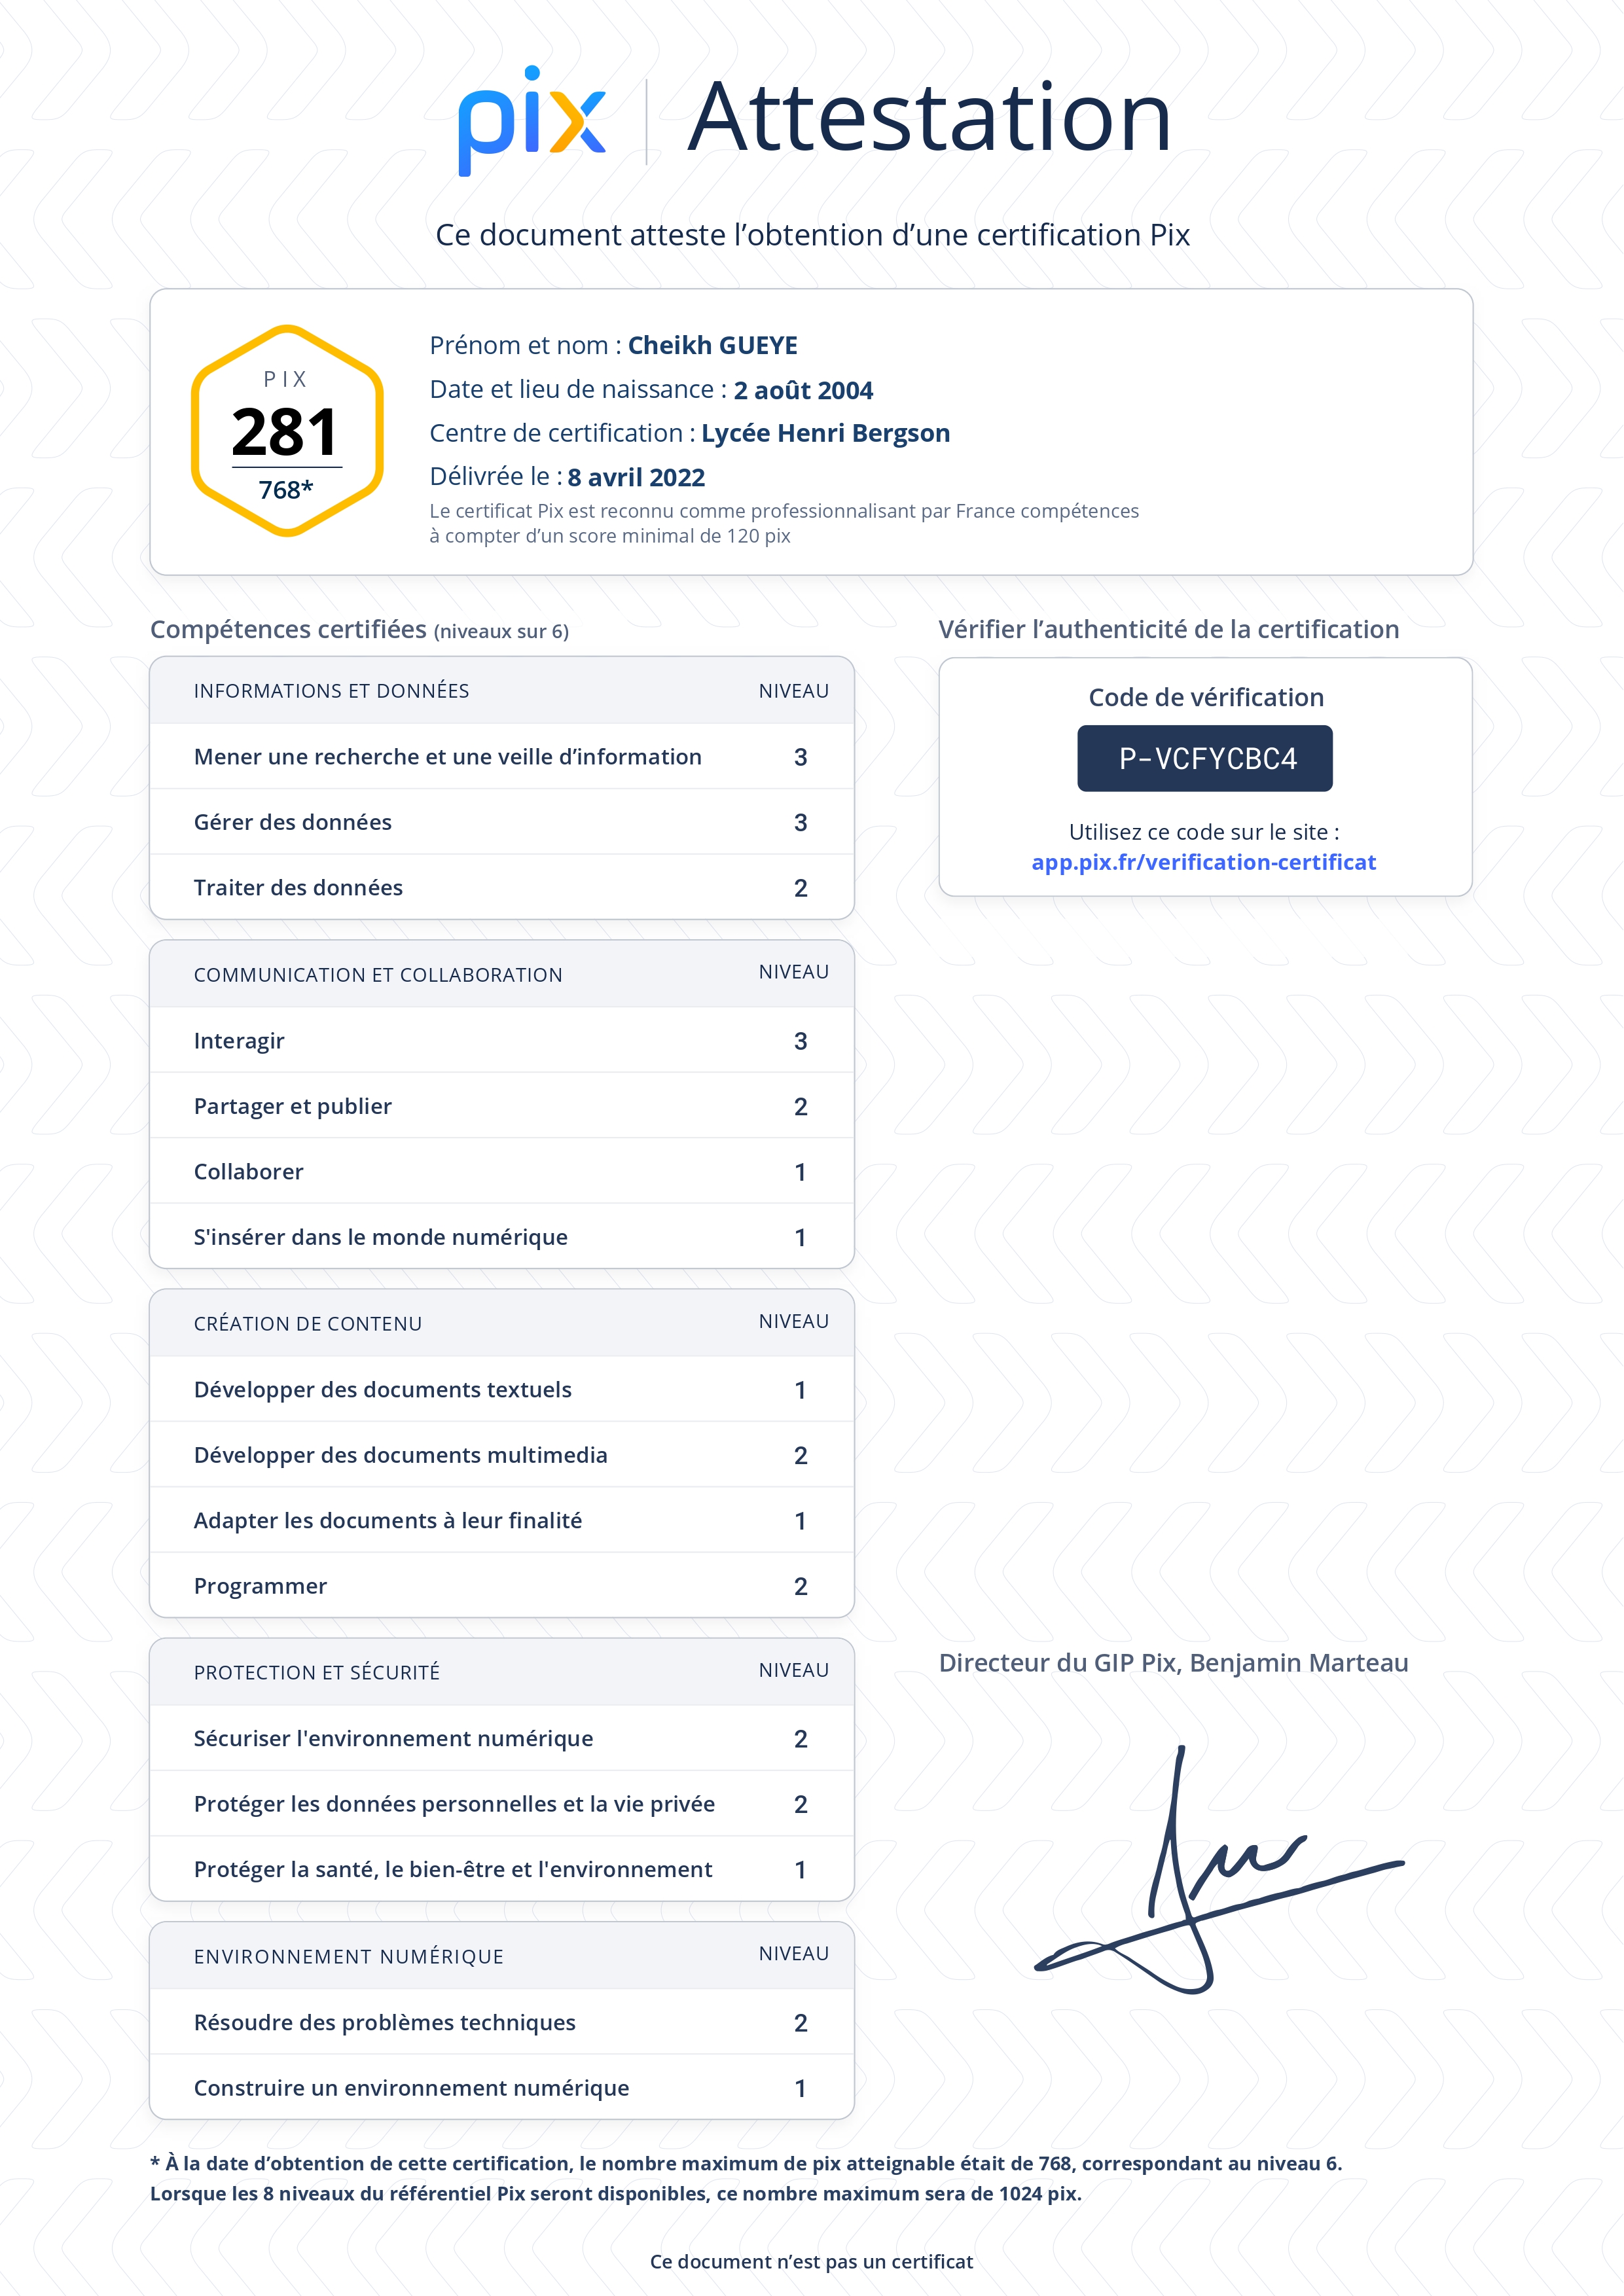 pix | Attestation
Ce document atteste l’obtention d’une certification Pix
PIX
281
768*
Prénom et nom : Cheikh GUEYE
Date et lieu de naissance : 2 août 2004
Centre de certification : Lycée Henri Bergson
Délivrée le : 8 avril 2022
Le certificat Pix est reconnu comme professionnalisant par France compétences
à compter d’un score minimal de 120 pix
Compétences certifiées (niveaux sur 6)
INFORMATIONS ET DONNÉES NIVEAU
Mener une recherche et une veille d’information 3
Gérer des données 3
Traiter des données 2
COMMUNICATION ET COLLABORATION NIVEAU
Interagir 3
Partager et publier 2
Collaborer 1
S'insérer dans le monde numérique 1
CRÉATION DE CONTENU NIVEAU
Développer des documents textuels 1
Développer des documents multimedia 2
Adapter les documents à leur finalité 1
Programmer 2
PROTECTION ET SÉCURITÉ NIVEAU
Sécuriser l'environnement numérique 2
Protéger les données personnelles et la vie privée 2
Protéger la santé, le bien-être et l'environnement 1
ENVIRONNEMENT NUMÉRIQUE NIVEAU
Résoudre des problèmes techniques 2
Construire un environnement numérique 1
Vérifier l’authenticité de la certification
Code de vérification
P-VCFYCBC4
Utilisez ce code sur le site :
app.pix.fr/verification-certificat
Directeur du GIP Pix, Benjamin Marteau
* À la date d’obtention de cette certification, le nombre maximum de pix atteignable était de 768, correspondant au niveau 6.
Lorsque les 8 niveaux du référentiel Pix seront disponibles, ce nombre maximum sera de 1024 pix.
Ce document n’est pas un certificat